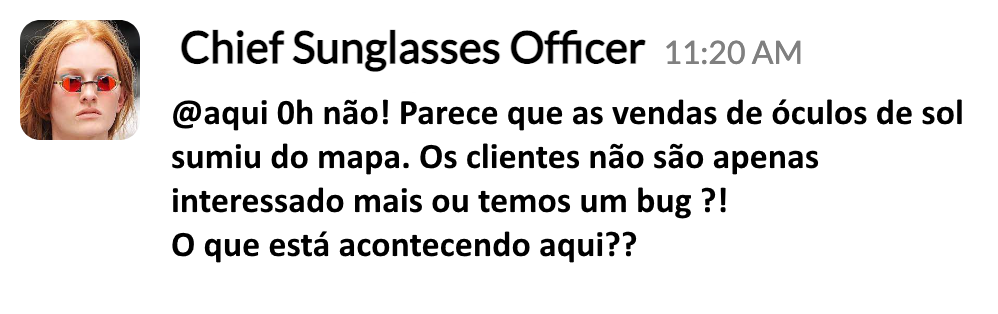 Chief Sunglasses Officer 11:20 AM
@aqui 0h não! Parece que as vendas de óculos de sol
sumiu do mapa. Os clientes não são apenas
interessado mais ou temos um bug ?!
O que está acontecendo aqui??